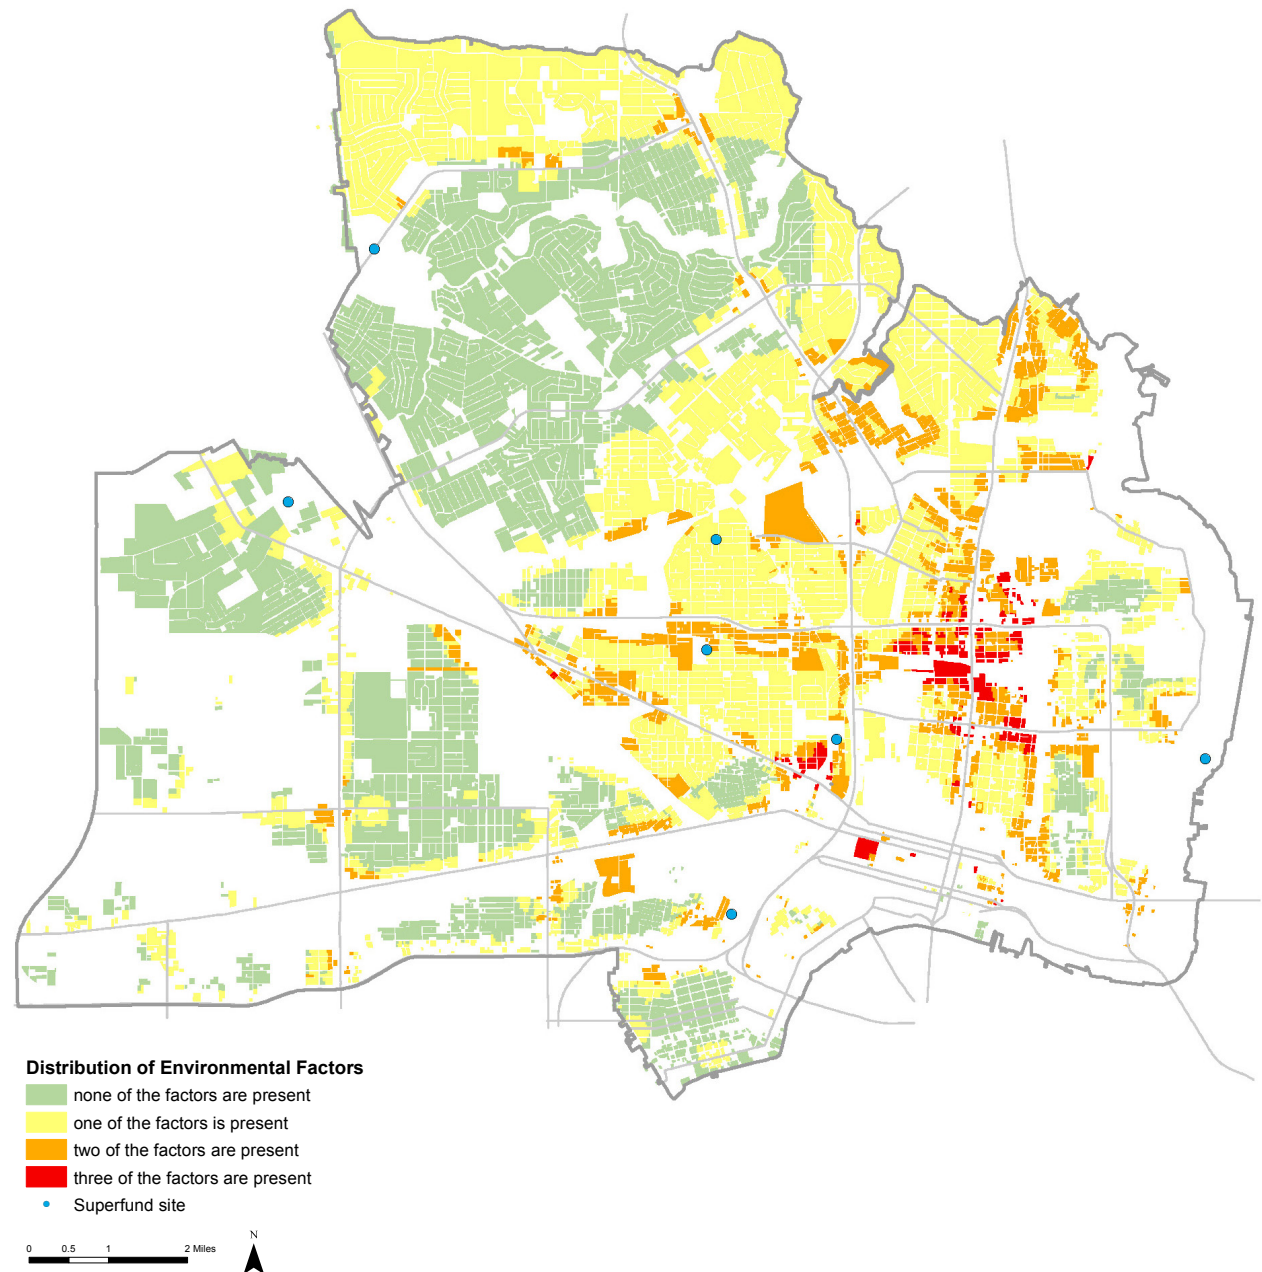 Distribution of Environmental Factors
none of the factors are present
one of the factors is present
two of the factors are present
three of the factors are present
Superfund site
0 0.5 1 2 Miles
N